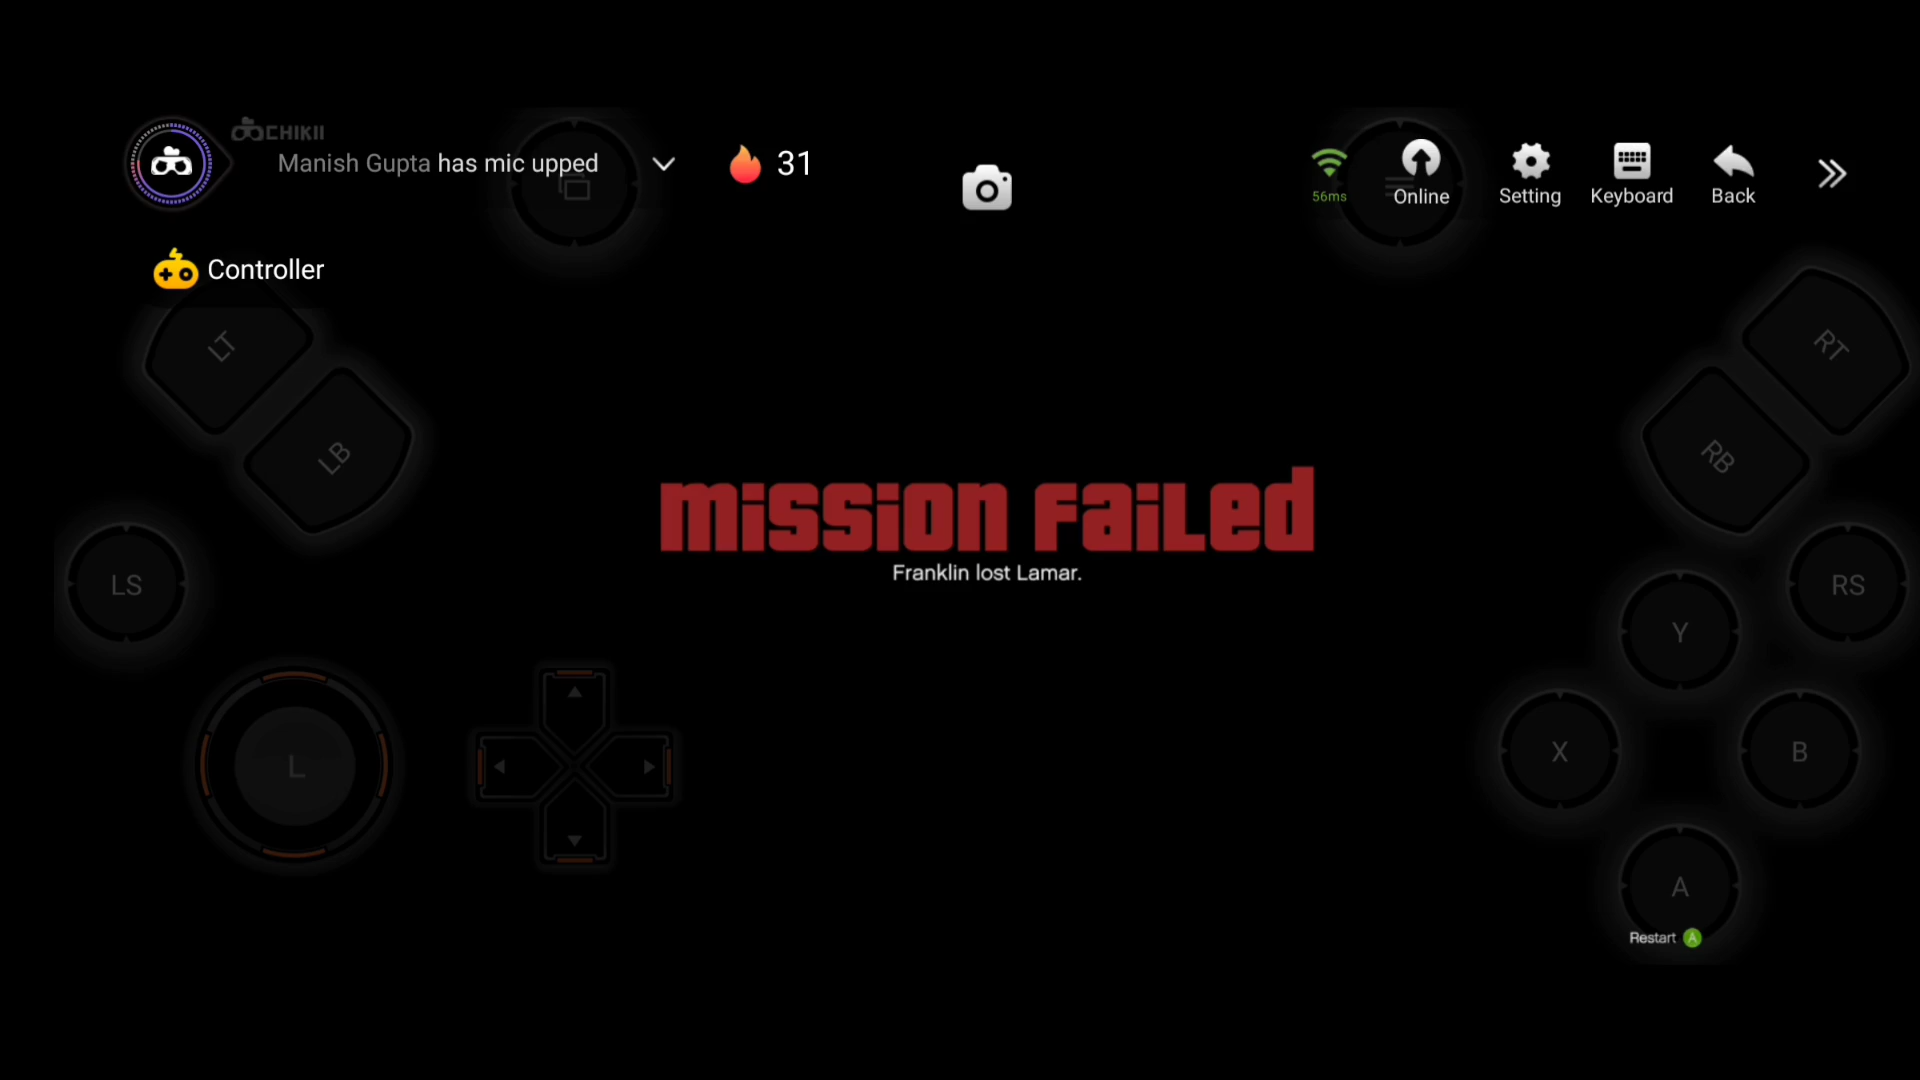 CHIKII
Manish Gupta has mic upped
31
56ms
Online
Setting
Keyboard
Back
Controller
LT
LB
RT
RB
mission failed
Franklin lost Lamar.
LS
RS
Y
L
X
B
A
Restart A